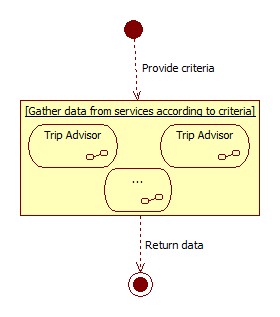 Provide criteria
[Gather data from services according to criteria]
Trip Advisor
Trip Advisor
...
Return data